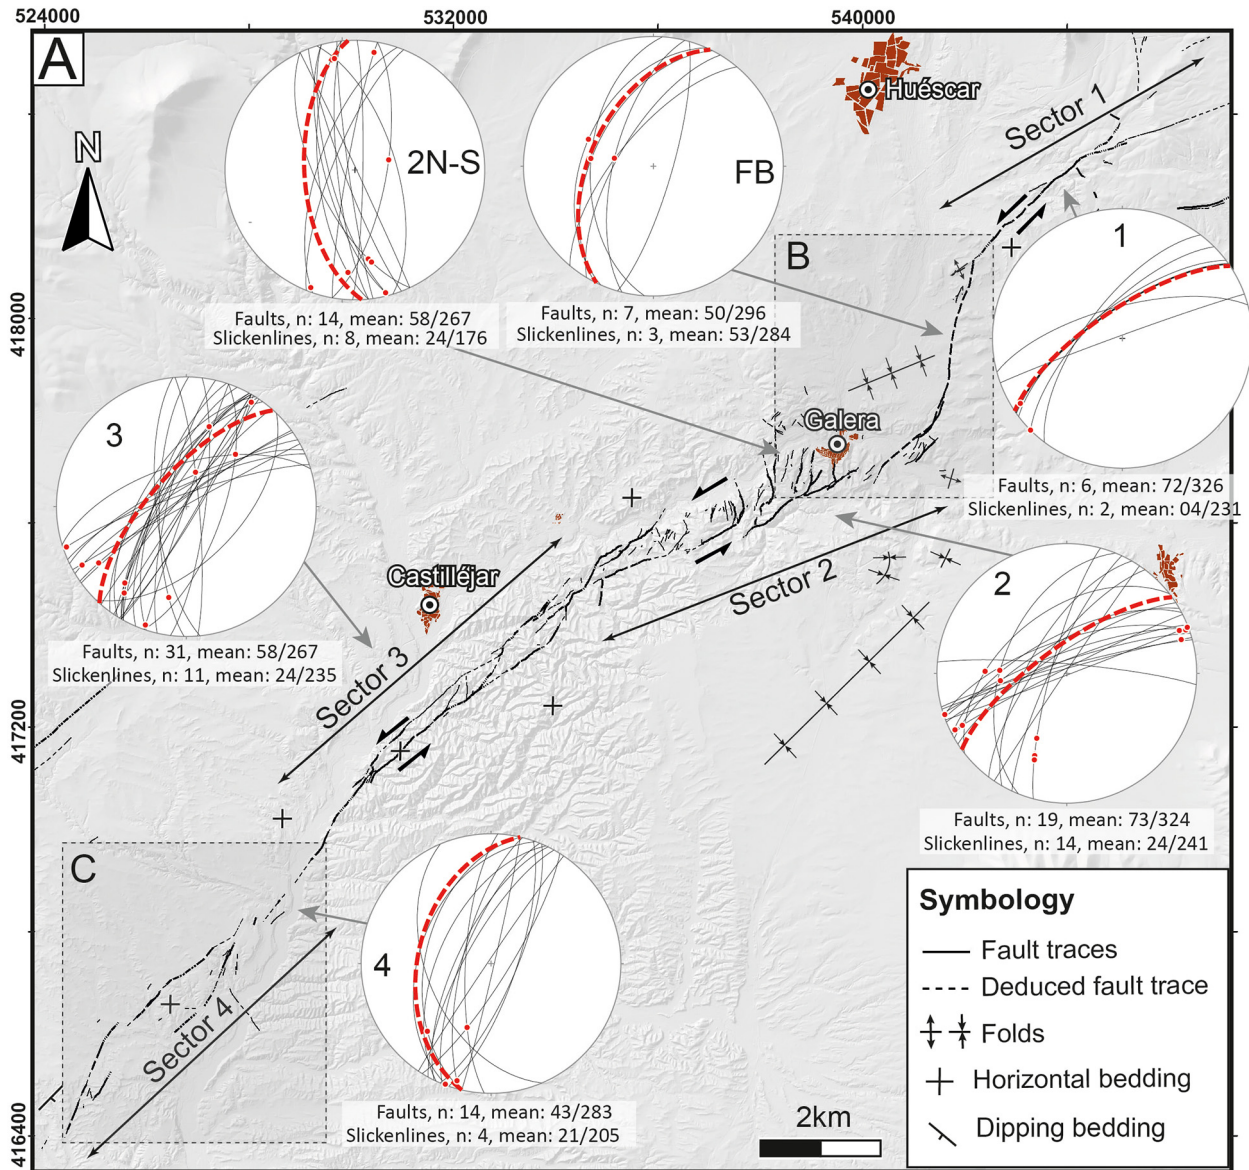 524000
532000
540000
A
N
2N-S
FB
Huéscar
Sector 1
1
B
418000
Faults, n: 14, mean: 58/267
Slickenlines, n: 8, mean: 24/176
Faults, n: 7, mean: 50/296
Slickenlines, n: 3, mean: 53/284
3
Galera
Faults, n: 6, mean: 72/326
Slickenlines, n: 2, mean: 04/231
Castilléjar
Sector 2
2
Faults, n: 31, mean: 58/267
Slickenlines, n: 11, mean: 24/235
Sector 3
417200
Faults, n: 19, mean: 73/324
Slickenlines, n: 14, mean: 24/241
C
4
Sector 4
Faults, n: 14, mean: 43/283
Slickenlines, n: 4, mean: 21/205
416400
2km
Symbology
Fault traces
Deduced fault trace
Folds
Horizontal bedding
Dipping bedding